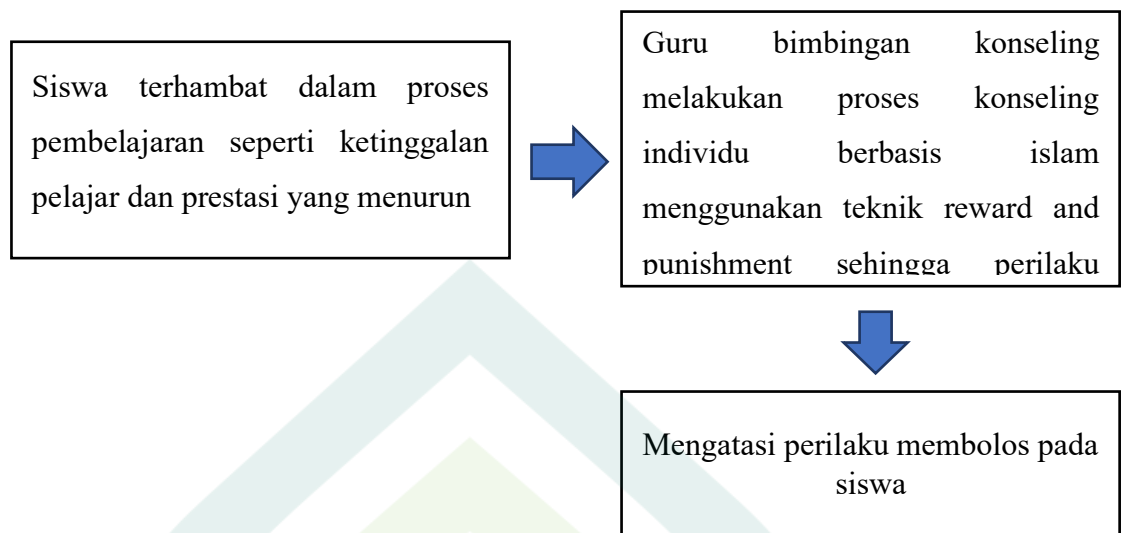 Siswa terhambat dalam proses
pembelajaran seperti ketinggalan
pelajar dan prestasi yang menurun
Guru bimbingan konseling
melakukan proses konseling
individu berbasis islam
menggunakan teknik reward and
punishment sehingga perilaku
Mengatasi perilaku membolos pada
siswa